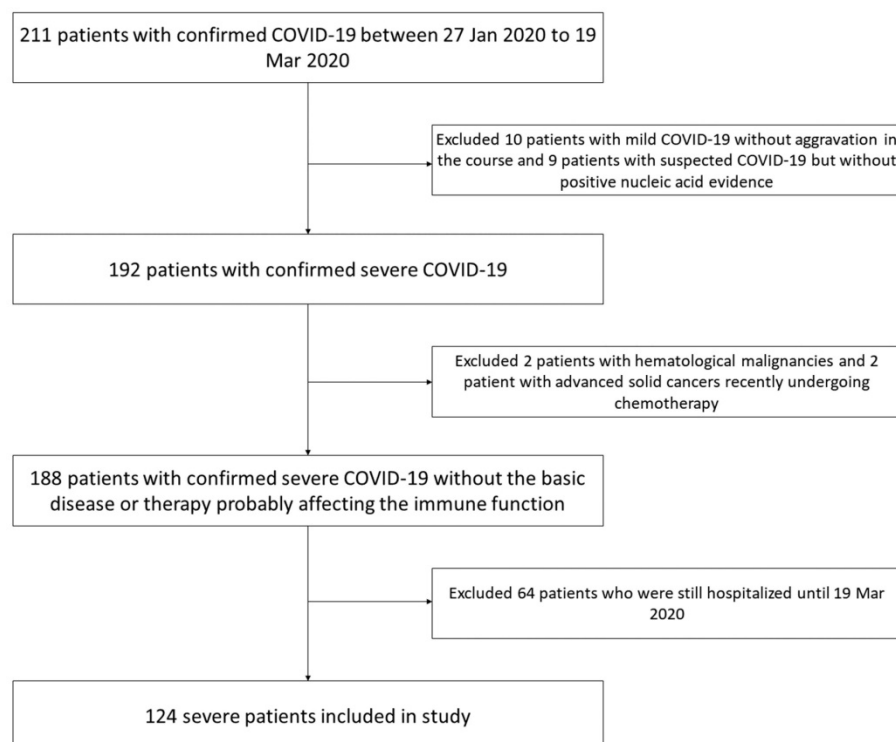 211 patients with confirmed COVID-19 between 27 Jan 2020 to 19
Mar 2020
Excluded 10 patients with mild COVID-19 without aggravation in
the course and 9 patients with suspected COVID-19 but without
positive nucleic acid evidence
192 patients with confirmed severe COVID-19
Excluded 2 patients with hematological malignancies and 2
patient with advanced solid cancers recently undergoing
chemotherapy
188 patients with confirmed severe COVID-19 without the basic
disease or therapy probably affecting the immune function
Excluded 64 patients who were still hospitalized until 19 Mar
2020
124 severe patients included in study